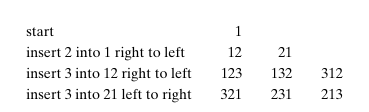 start 1
insert 2 into 1 right to left 12 21
insert 3 into 12 right to left 123 132 312
insert 3 into 21 left to right 321 231 213